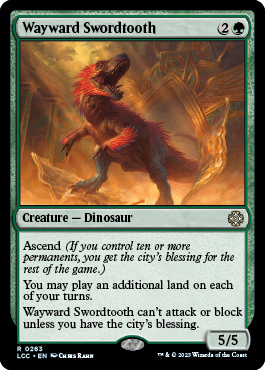 Wayward Swordtooth 2
Creature — Dinosaur
Ascend (If you control ten or more
permanents, you get the city's blessing for the
rest of the game.)
You may play an additional land on each
of your turns.
Wayward Swordtooth can't attack or block
unless you have the city's blessing.
5/5
R 0263
LCC • EN Chris Rahn
™ & © 2023 Wizards of the Coast